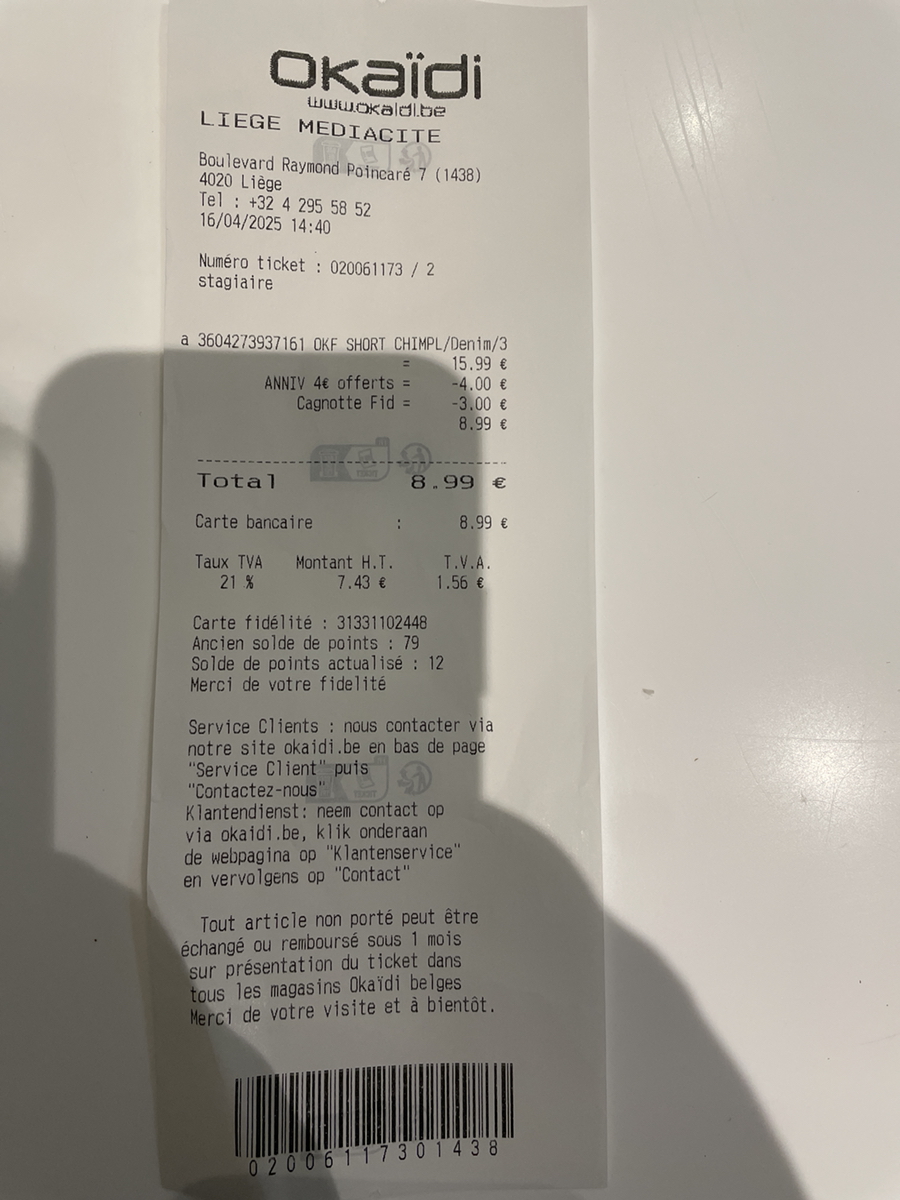 Okaïdi
www.okaidi.be
LIEGE MEDIACITE
Boulevard Raymond Poincaré 7 (1438)
4020 Liège
Tel : +32 4 295 58 52
16/04/2025 14:40
Numéro ticket : 020061173 / 2
stagiaire
a 3604273937161 OKF SHORT CHIMPL/Denim/3
= 15.99 €
ANNIV 4€ offerts = -4.00 €
Cagnotte Fid = -3.00 €
8.99 €
Total 8.99 €
Carte bancaire : 8.99 €
Taux TVA Montant H.T. T.V.A.
21 % 7.43 € 1.56 €
Carte fidélité : 31331102448
Ancien solde de points : 79
Solde de points actualisé : 12
Merci de votre fidelité
Service Clients : nous contacter via
notre site okaidi.be en bas de page
"Service Client" puis
"Contactez-nous"
Klantendienst: neem contact op
via okaidi.be, klik onderaan
de webpagina op "Klantenservice"
en vervolgens op "Contact"
Tout article non porté peut être
échangé ou remboursé sous 1 mois
sur présentation du ticket dans
tous les magasins Okaïdi belges
Merci de votre visite et à bientôt.
02006117301438